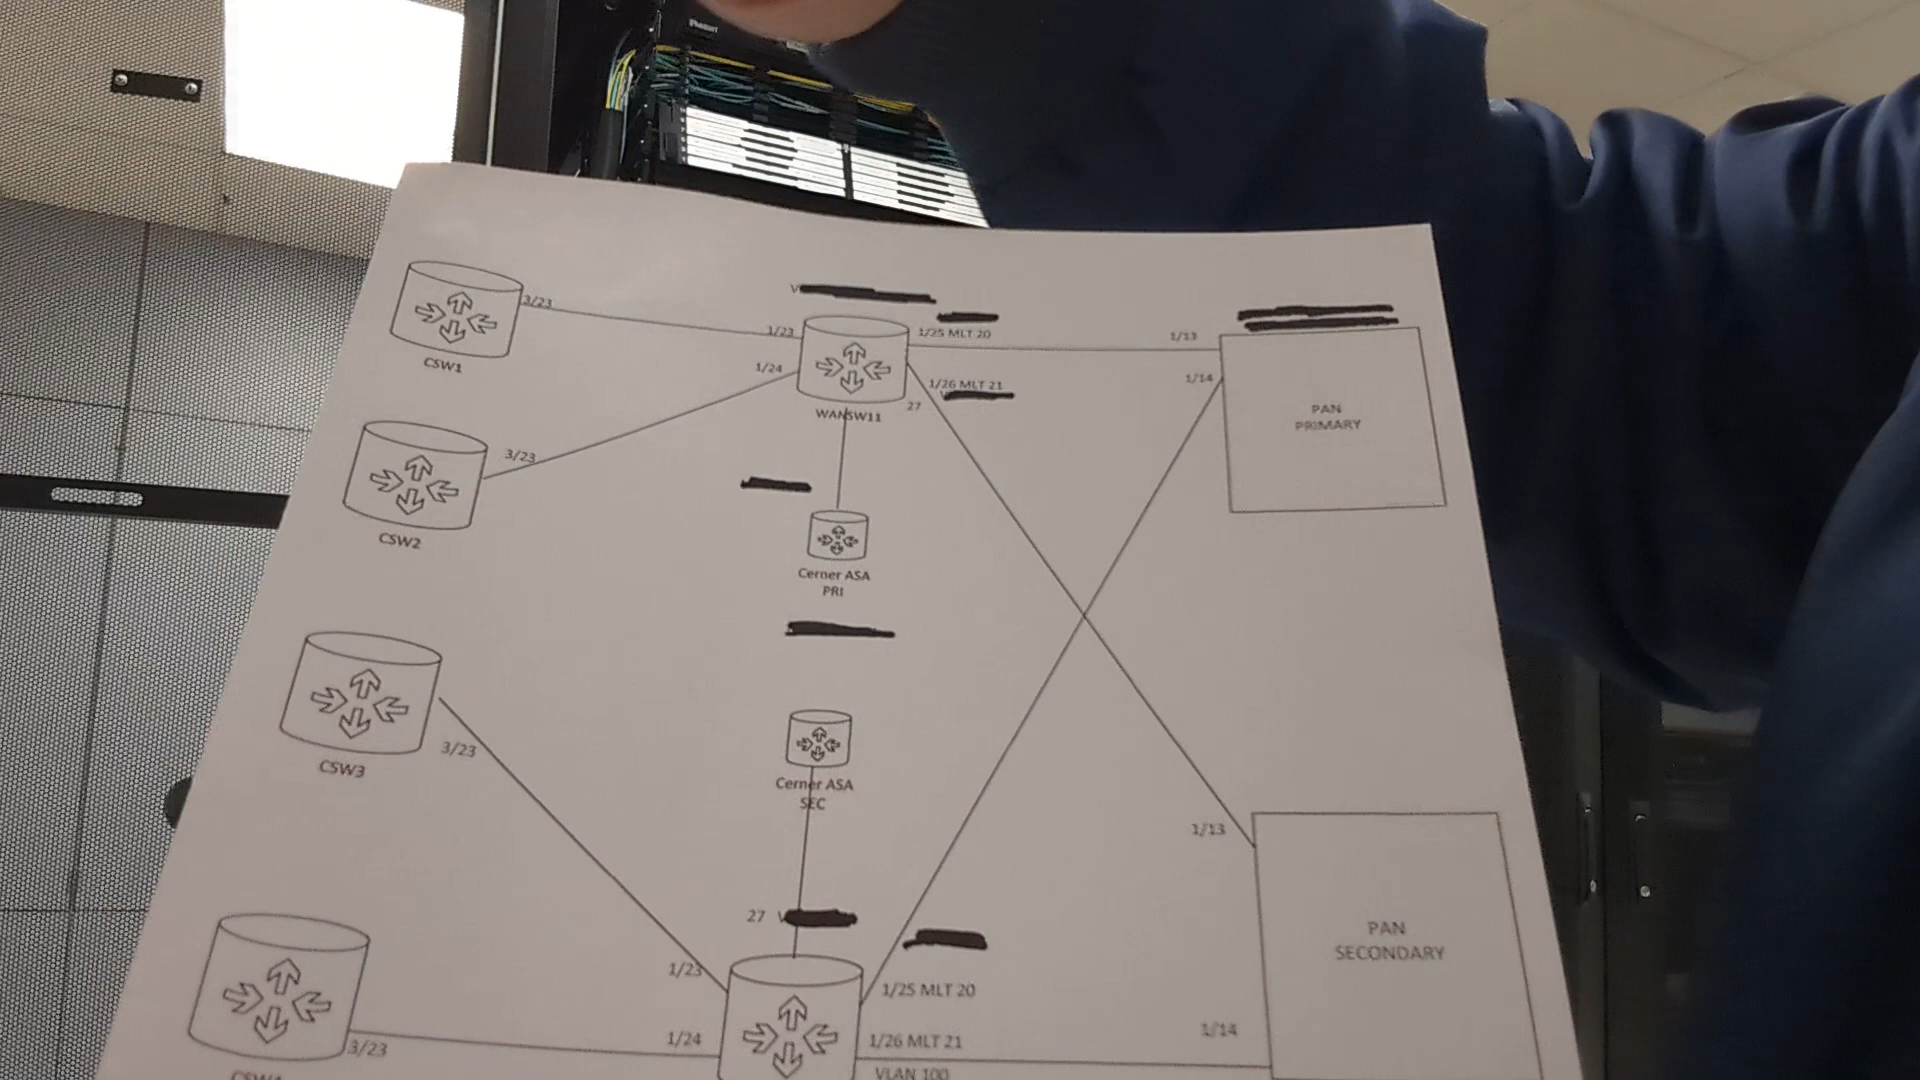 PANDUIT
3/23
1/23
1/25 MLT 20
1/13
CSW1
1/24
1/26 MLT 21
1/14
27
WANSW11
PAN
PRIMARY
3/23
CSW2
Cerner ASA
PRI
3/23
CSW3
Cerner ASA
SEC
1/13
27
PAN
SECONDARY
1/23
1/25 MLT 20
1/24
1/26 MLT 21
1/14
3/23
VLAN 100